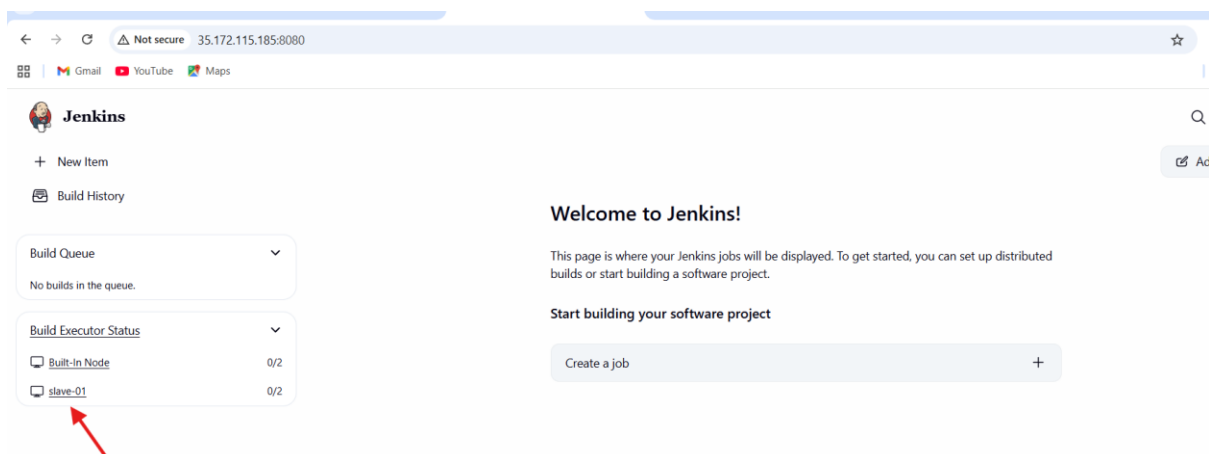 Not secure 35.172.115.185:8080
Gmail YouTube Maps
Jenkins
New Item
Ad
Build History
Welcome to Jenkins!
Build Queue
This page is where your Jenkins jobs will be displayed. To get started, you can set up distributed
builds or start building a software project.
No builds in the queue.
Start building your software project
Build Executor Status
Built-In Node 0/2
Create a job
slave-01 0/2